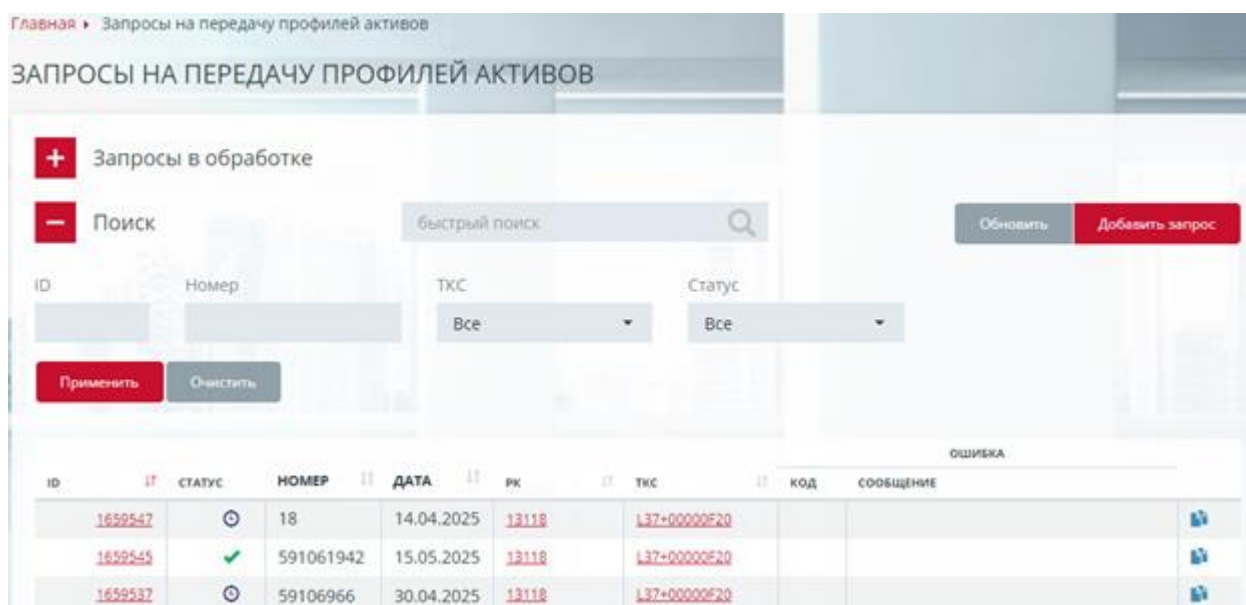 Главная ▸ Запросы на передачу профилей активов
ЗАПРОСЫ НА ПЕРЕДАЧУ ПРОФИЛЕЙ АКТИВОВ
+ Запросы в обработке
− Поиск быстрый поиск Обновить Добавить запрос
ID Номер ТКС Статус
Все Все
Применить Очистить
ОШИБКА
ID СТАТУС НОМЕР ДАТА РК ТКС КОД СООБЩЕНИЕ
1659547 18 14.04.2025 13118 L37+00000F20
1659545 591061942 15.05.2025 13118 L37+00000F20
1659537 59106966 30.04.2025 13118 L37+00000F20